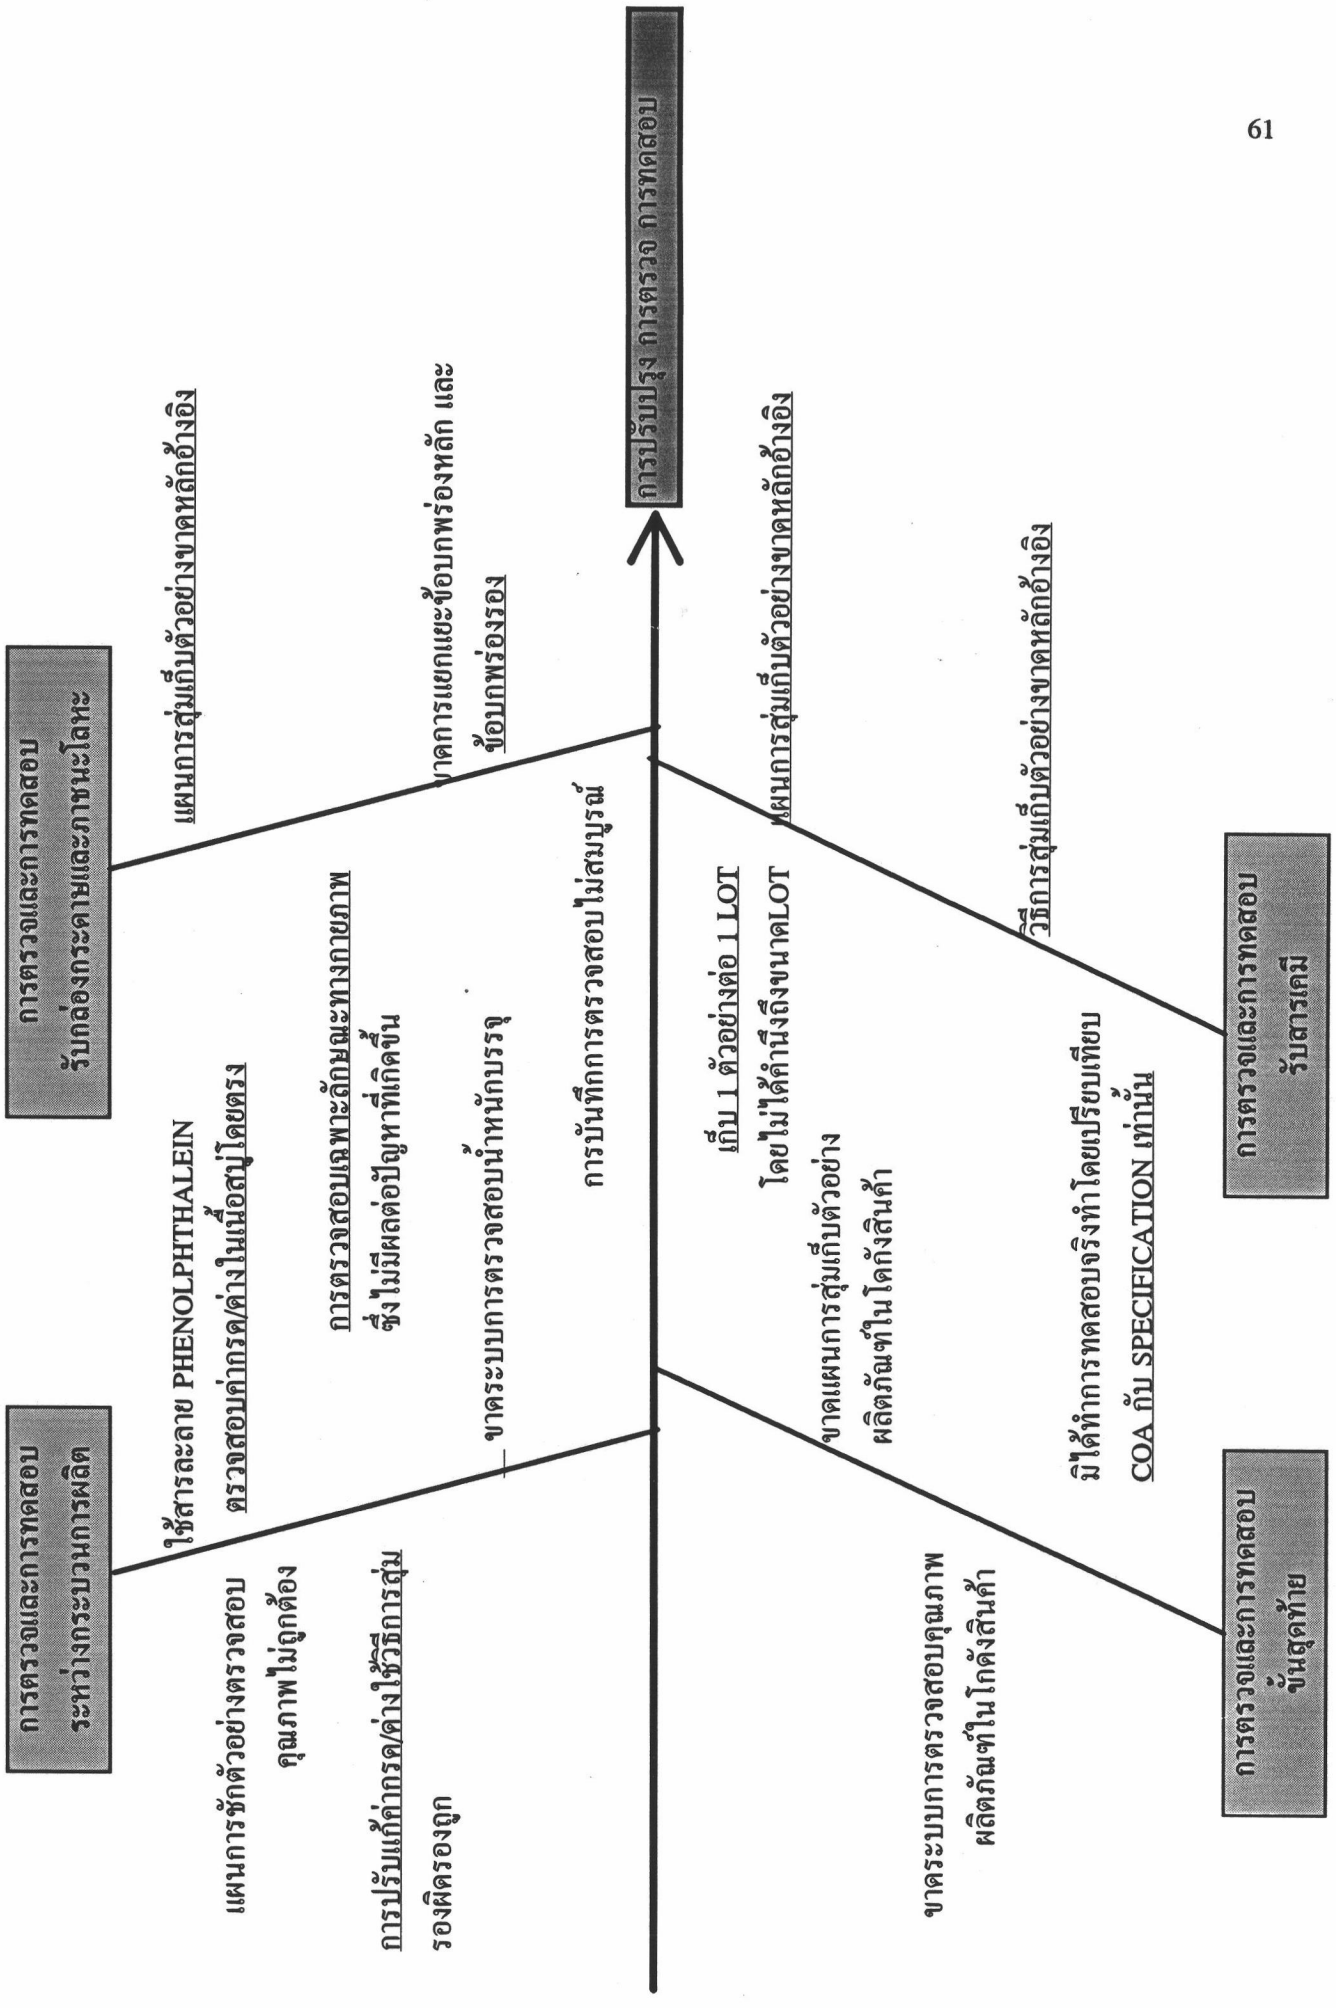 61
การตรวจและการทดสอบ
ระหว่างกระบวนการผลิต
การตรวจและการทดสอบ
รับกล่องกระดาษและภาชนะโลหะ
ใช้สารละลาย PHENOLPHTHALEIN
ตรวจสอบค่ากรด/ด่างในเนื้อสบู่โดยตรง
แผนการชักตัวอย่างตรวจสอบ
คุณภาพไม่ถูกต้อง
การปรับแก้ค่ากรด/ด่างใช้วิธีการสุ่ม
รองผิดรองถูก
ขาดระบบการตรวจสอบน้ำหนักบรรจุ
แผนการสุ่มเก็บตัวอย่างขาดหลักอ้างอิง
การตรวจสอบเฉพาะลักษณะทางกายภาพ
ซึ่งไม่มีผลต่อปัญหาที่เกิดขึ้น
ขาดการแยกแยะข้อบกพร่องหลัก และ
ข้อบกพร่องรอง
การบันทึกการตรวจสอบไม่สมบูรณ์
การปรับปรุง การตรวจ การทดสอบ
ขาดแผนการสุ่มเก็บตัวอย่าง
ผลิตภัณฑ์ในโดกังสินค้า
ขาดระบบการตรวจสอบคุณภาพ
ผลิตภัณฑ์ในโกดังสินค้า
เก็บ 1 ตัวอย่างต่อ 1 LOT
โดยไม่ได้คำนึงถึงขนาดLOT
แผนการสุ่มเก็บตัวอย่างขาดหลักอ้างอิง
วิธีการสุ่มเก็บตัวอย่างขาดหลักอ้างอิง
มิได้ทำการทดสอบจริงทำโดยเปรียบเทียบ
COA กับ SPECIFICATION เท่านั้น
การตรวจและการทดสอบ
ขั้นสุดท้าย
การตรวจและการทดสอบ
รับสารเคมี